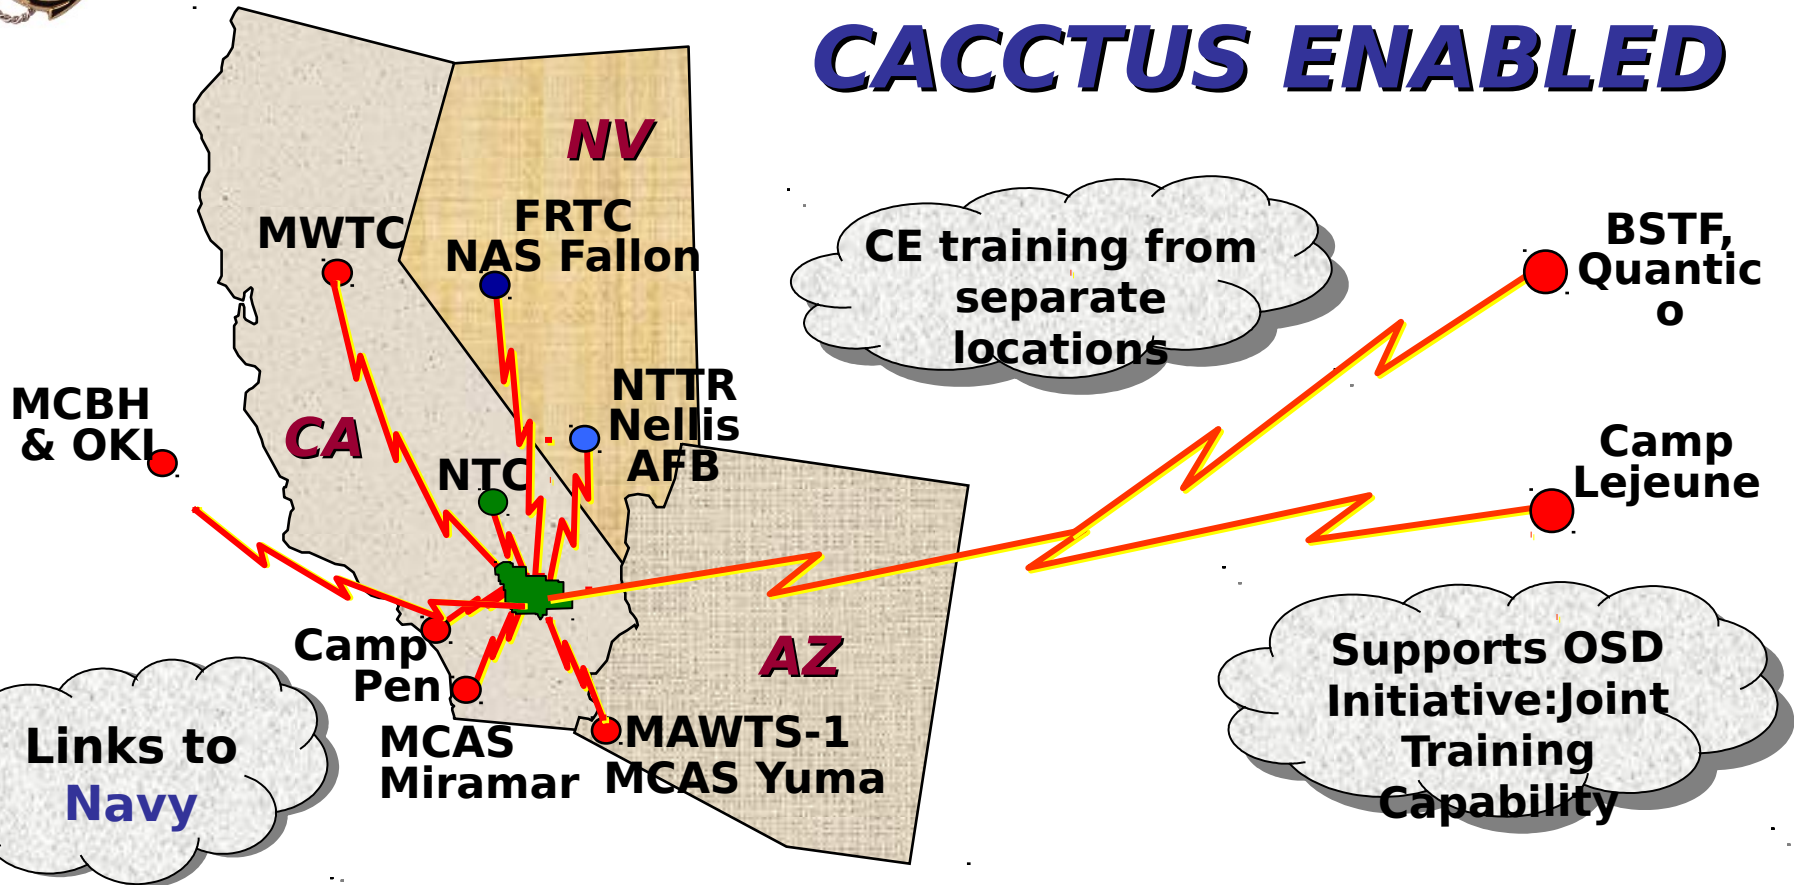 CACCTUS ENABLED
NV
MWTC
FRTC
NAS Fallon
CE training from
separate
locations
BSTF,
Quantic
o
NTTR
Nellis
AFB
MCBH
& OKI
CA
NTC
Camp
Lejeune
Camp
Pen
AZ
Supports OSD
Initiative:Joint
Training
Capability
MCAS
Miramar
MAWTS-1
MCAS Yuma
Links to
Navy